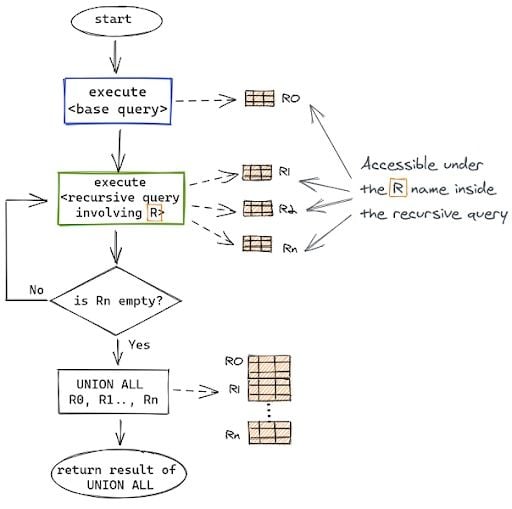 start
execute
<base query>
R0
execute
<recursive query
involving R>
R1
R2
Rn
Accessible under
the R name inside
the recursive query
No
is Rn empty?
Yes
UNION ALL
R0, R1.., Rn
R0
R1
Rn
return result of
UNION ALL